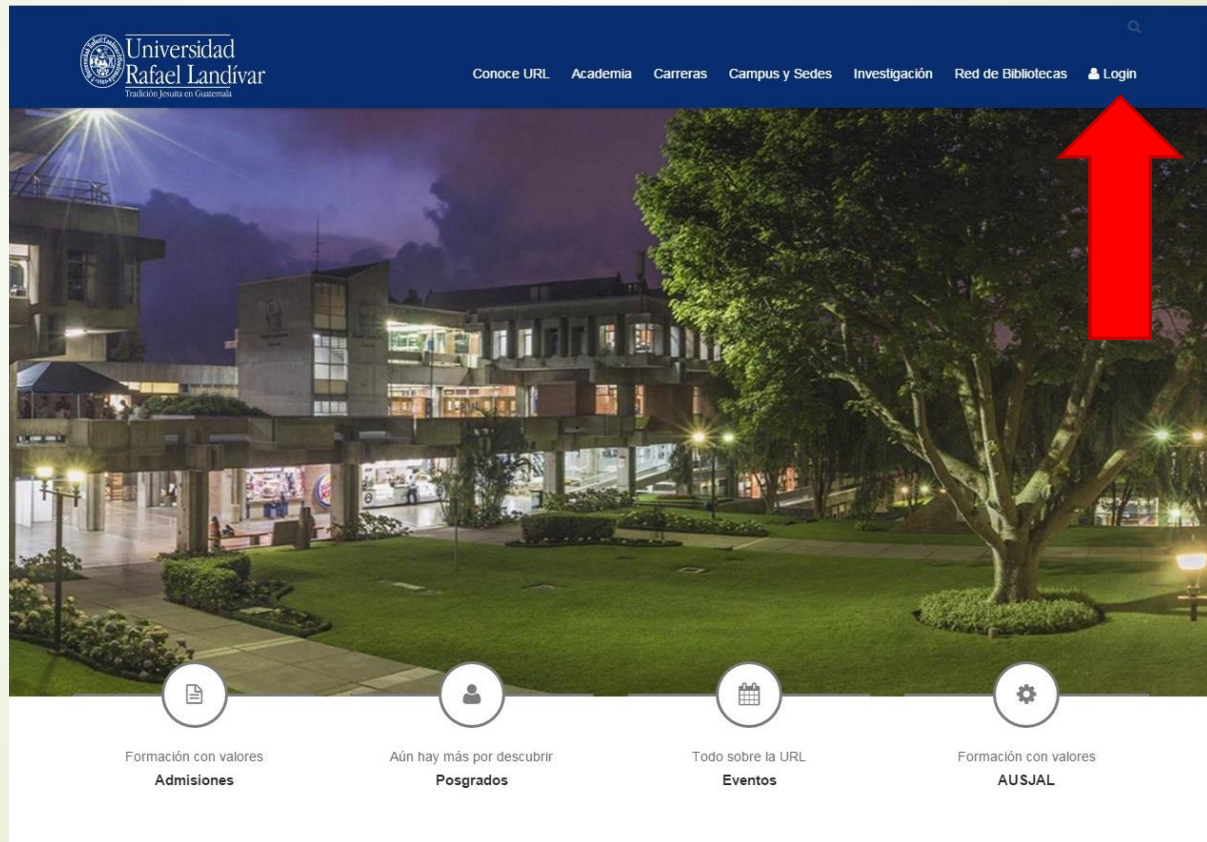 Universidad
Rafael Landívar
Tradición Jesuita en Guatemala
Conoce URL Academia Carreras Campus y Sedes Investigación Red de Bibliotecas Login
Formación con valores
Admisiones
Aún hay más por descubrir
Posgrados
Todo sobre la URL
Eventos
Formación con valores
AUSJAL